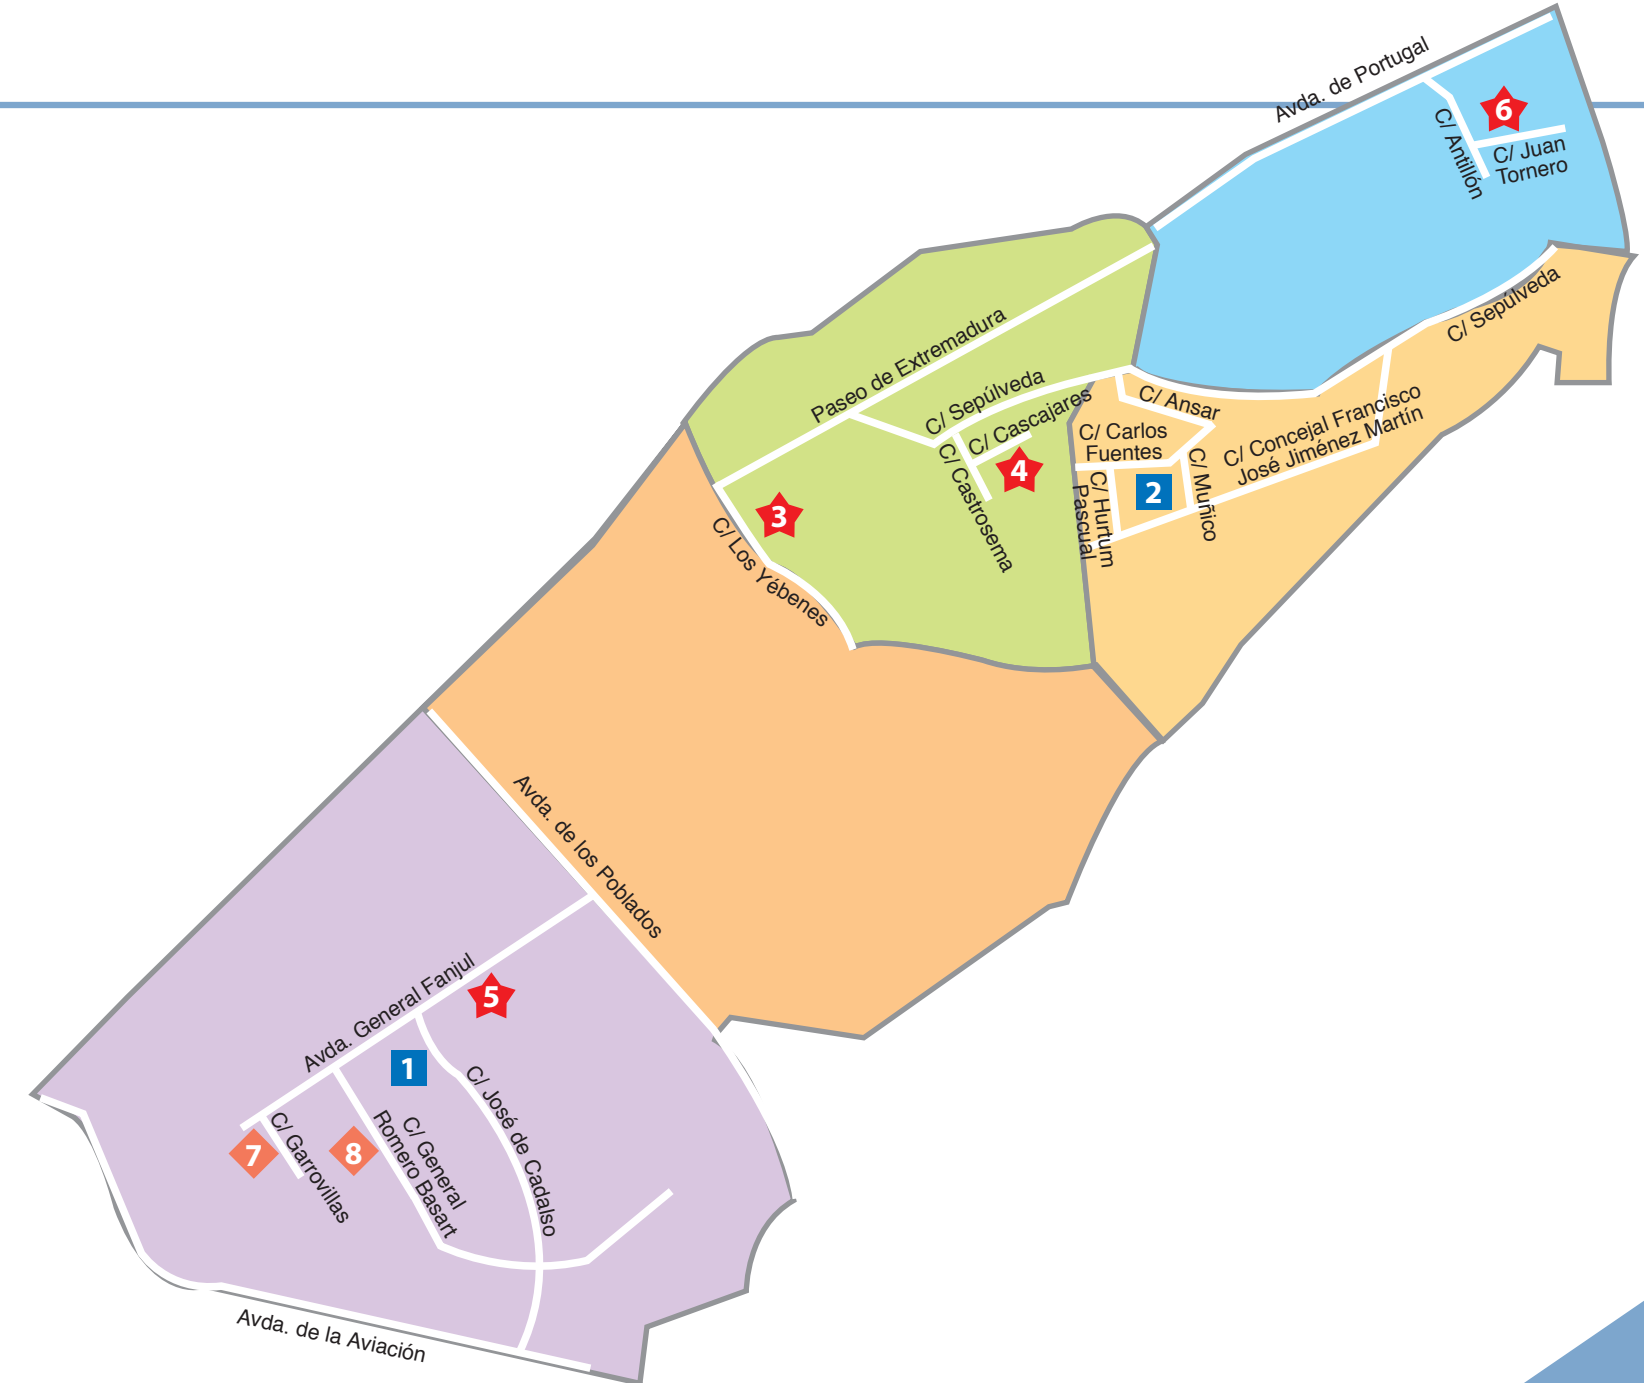 Avda. de Portugal
6
C/ Antillón
C/ Juan
Tornero
C/ Sepúlveda
Paseo de Extremadura
C/ Sepúlveda
C/ Cascajares
C/ Castrosema
4
3
C/ Los Yébenes
C/ Ansar
C/ Carlos
Fuentes
C/ Concejal Francisco
José Jiménez Martín
2
C/ Muñico
C/ Hurtum
Pascual
Avda. de los Poblados
Avda. General Fanjul
5
1
C/ José de Cadalso
C/ General
Romero Basart
8
7
C/ Garrovillas
Avda. de la Aviación